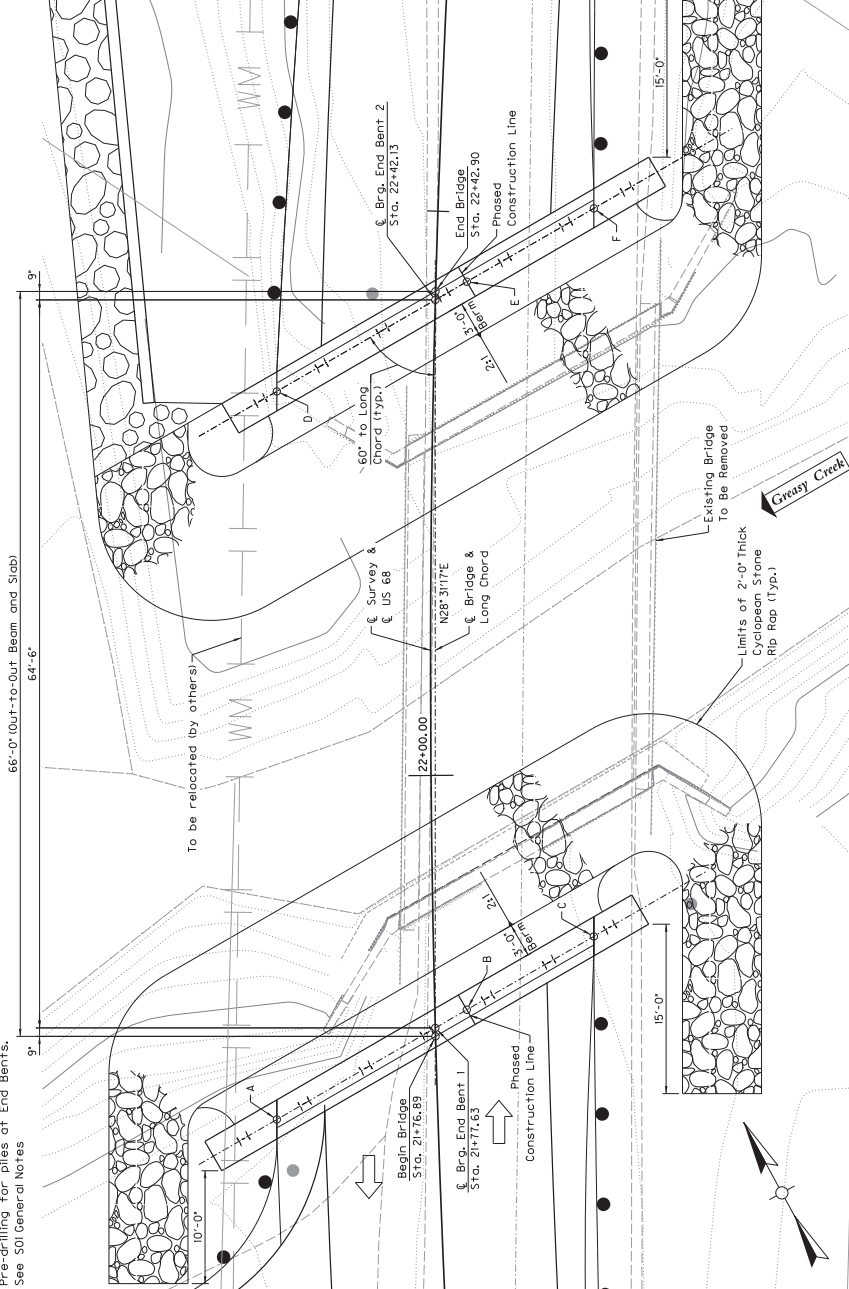 Pre-drilling for piles at End Bents.
See S01 General Notes
66'-0" (Out-to-Out Beam and Slab)
64'-6"
9"
9"
WM
WM
To be relocated (by others)
10'-0"
A
Begin Bridge
Sta. 21+76.89
℄ Brg. End Bent 1
Sta. 21+77.63
Phased
Construction Line
B
C
3'-0"
Berm
2:1
15'-0"
22+00.00
℄ Survey &
℄ US 68
N28° 31'17"E
℄ Bridge &
Long Chord
60° to Long
Chord (typ.)
D
℄ Brg. End Bent 2
Sta. 22+42.13
End Bridge
Sta. 22+42.90
Phased
Construction Line
E
F
3'-0"
Berm
2:1
15'-0"
Existing Bridge
To Be Removed
Limits of 2'-0" Thick
Cyclopean Stone
Rip Rap (Typ.)
Greasy Creek